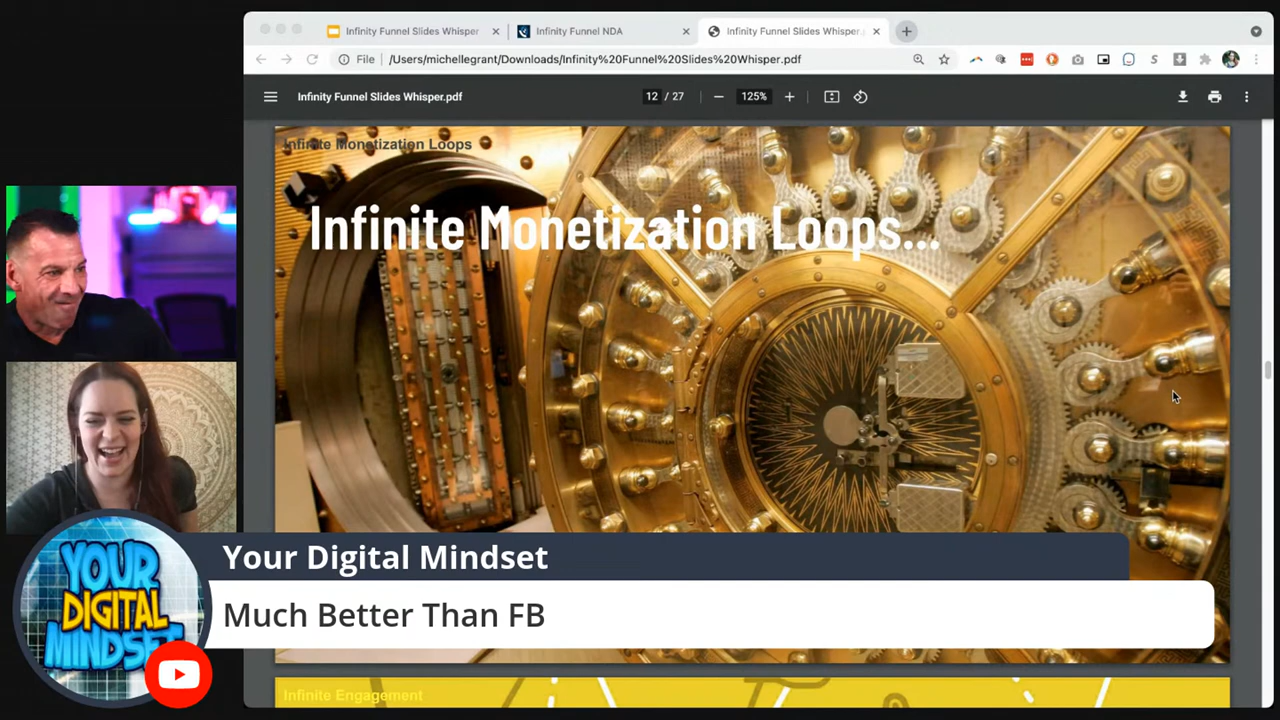 Infinity Funnel Slides Whisper
Infinity Funnel NDA
Infinity Funnel Slides Whisper.p
File
/Users/michellegrant/Downloads/Infinity%20Funnel%20Slides%20Whisper.pdf
Infinity Funnel Slides Whisper.pdf
12 / 27
125%
Infinite Monetization Loops
Infinite Monetization Loops...
Your Digital Mindset
Much Better Than FB
YOUR
DIGITAL
MINDSET
Infinite Engagement